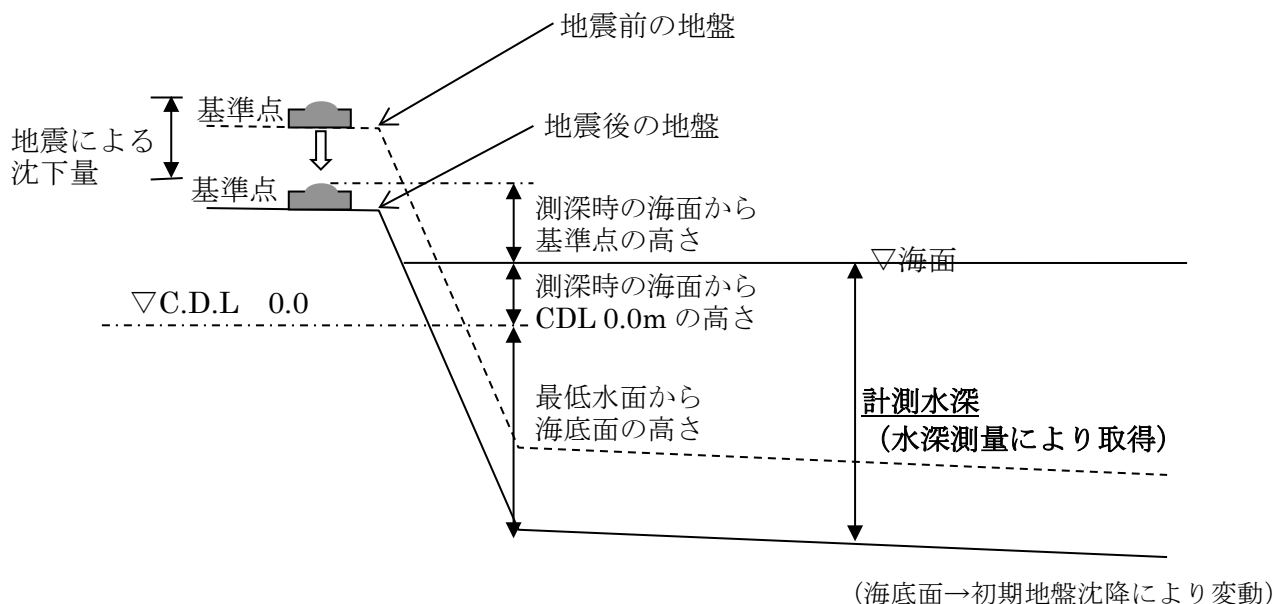 地震前の地盤
基準点
地震後の地盤
地震による
沈下量
基準点
測深時の海面から
基準点の高さ
▽海面
測深時の海面から
CDL 0.0m の高さ
▽C.D.L 0.0
最低水面から
海底面の高さ
計測水深
（水深測量により取得）
（海底面→初期地盤沈降により変動）